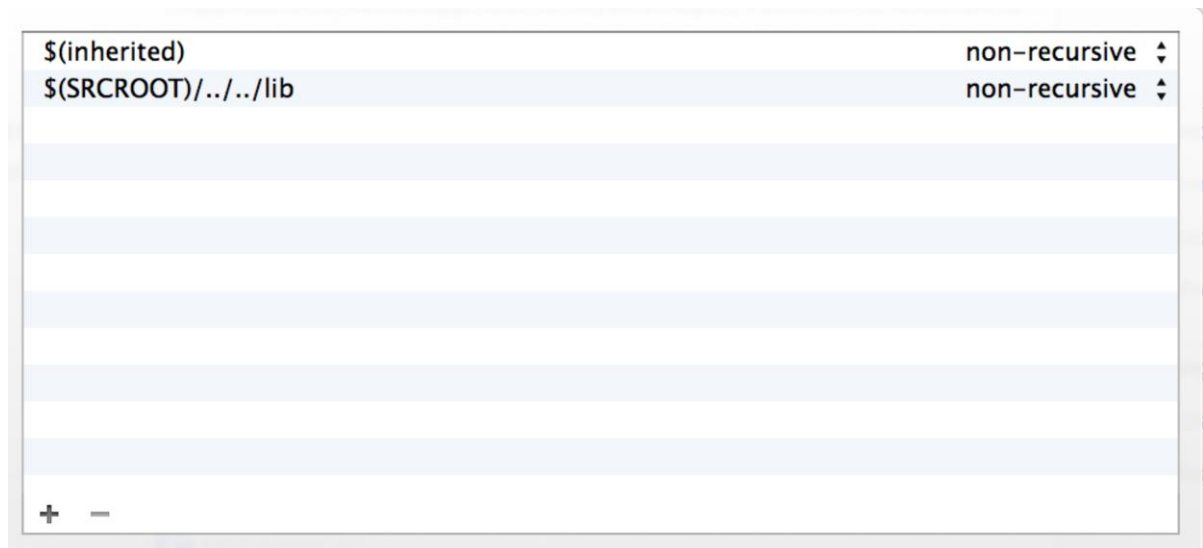 $(inherited) non-recursive
$(SRCROOT)/../../lib non-recursive
+ -